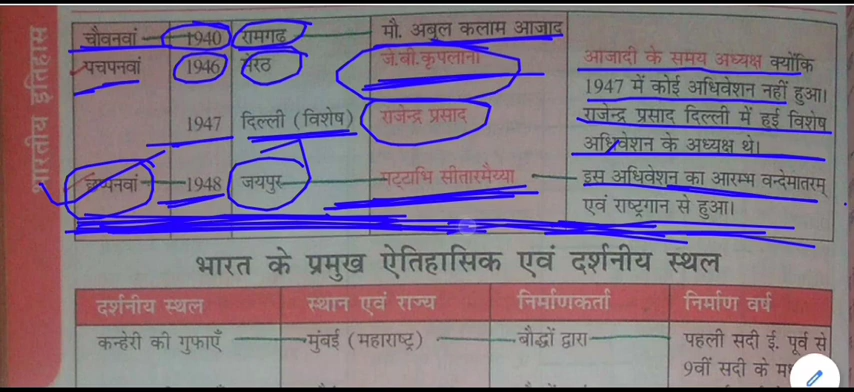 भारतीय इतिहास
चौवनवां 1940 रामगढ़ मौ. अबुल कलाम आजाद
पचपनवां 1946 मेरठ जे.बी.कृपलानी आजादी के समय अध्यक्ष क्योंकि
1947 में कोई अधिवेशन नहीं हुआ।
1947 दिल्ली (विशेष) राजेन्द्र प्रसाद राजेन्द्र प्रसाद दिल्ली में हुई विशेष
अधिवेशन के अध्यक्ष थे।
छप्पनवां 1948 जयपुर पट्टाभि सीतारमैय्या इस अधिवेशन का आरम्भ वन्देमातरम्
एवं राष्ट्रगान से हुआ।
भारत के प्रमुख ऐतिहासिक एवं दर्शनीय स्थल
दर्शनीय स्थल स्थान एवं राज्य निर्माणकर्ता निर्माण वर्ष
कन्हेरी की गुफाएँ मुंबई (महाराष्ट्र) बौद्धों द्वारा पहली सदी ई. पूर्व से
9वीं सदी के